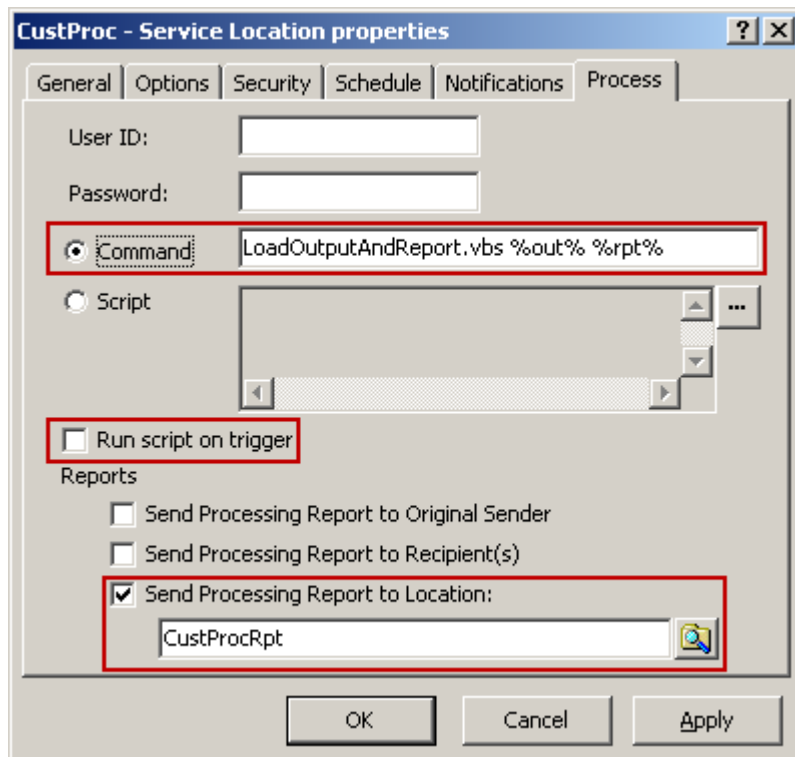 CustProc - Service Location properties
General Options Security Schedule Notifications Process
User ID:
Password:
Command LoadOutputAndReport.vbs %out% %rpt%
Script ...
Run script on trigger
Reports
Send Processing Report to Original Sender
Send Processing Report to Recipient(s)
Send Processing Report to Location:
CustProcRpt
OK Cancel Apply